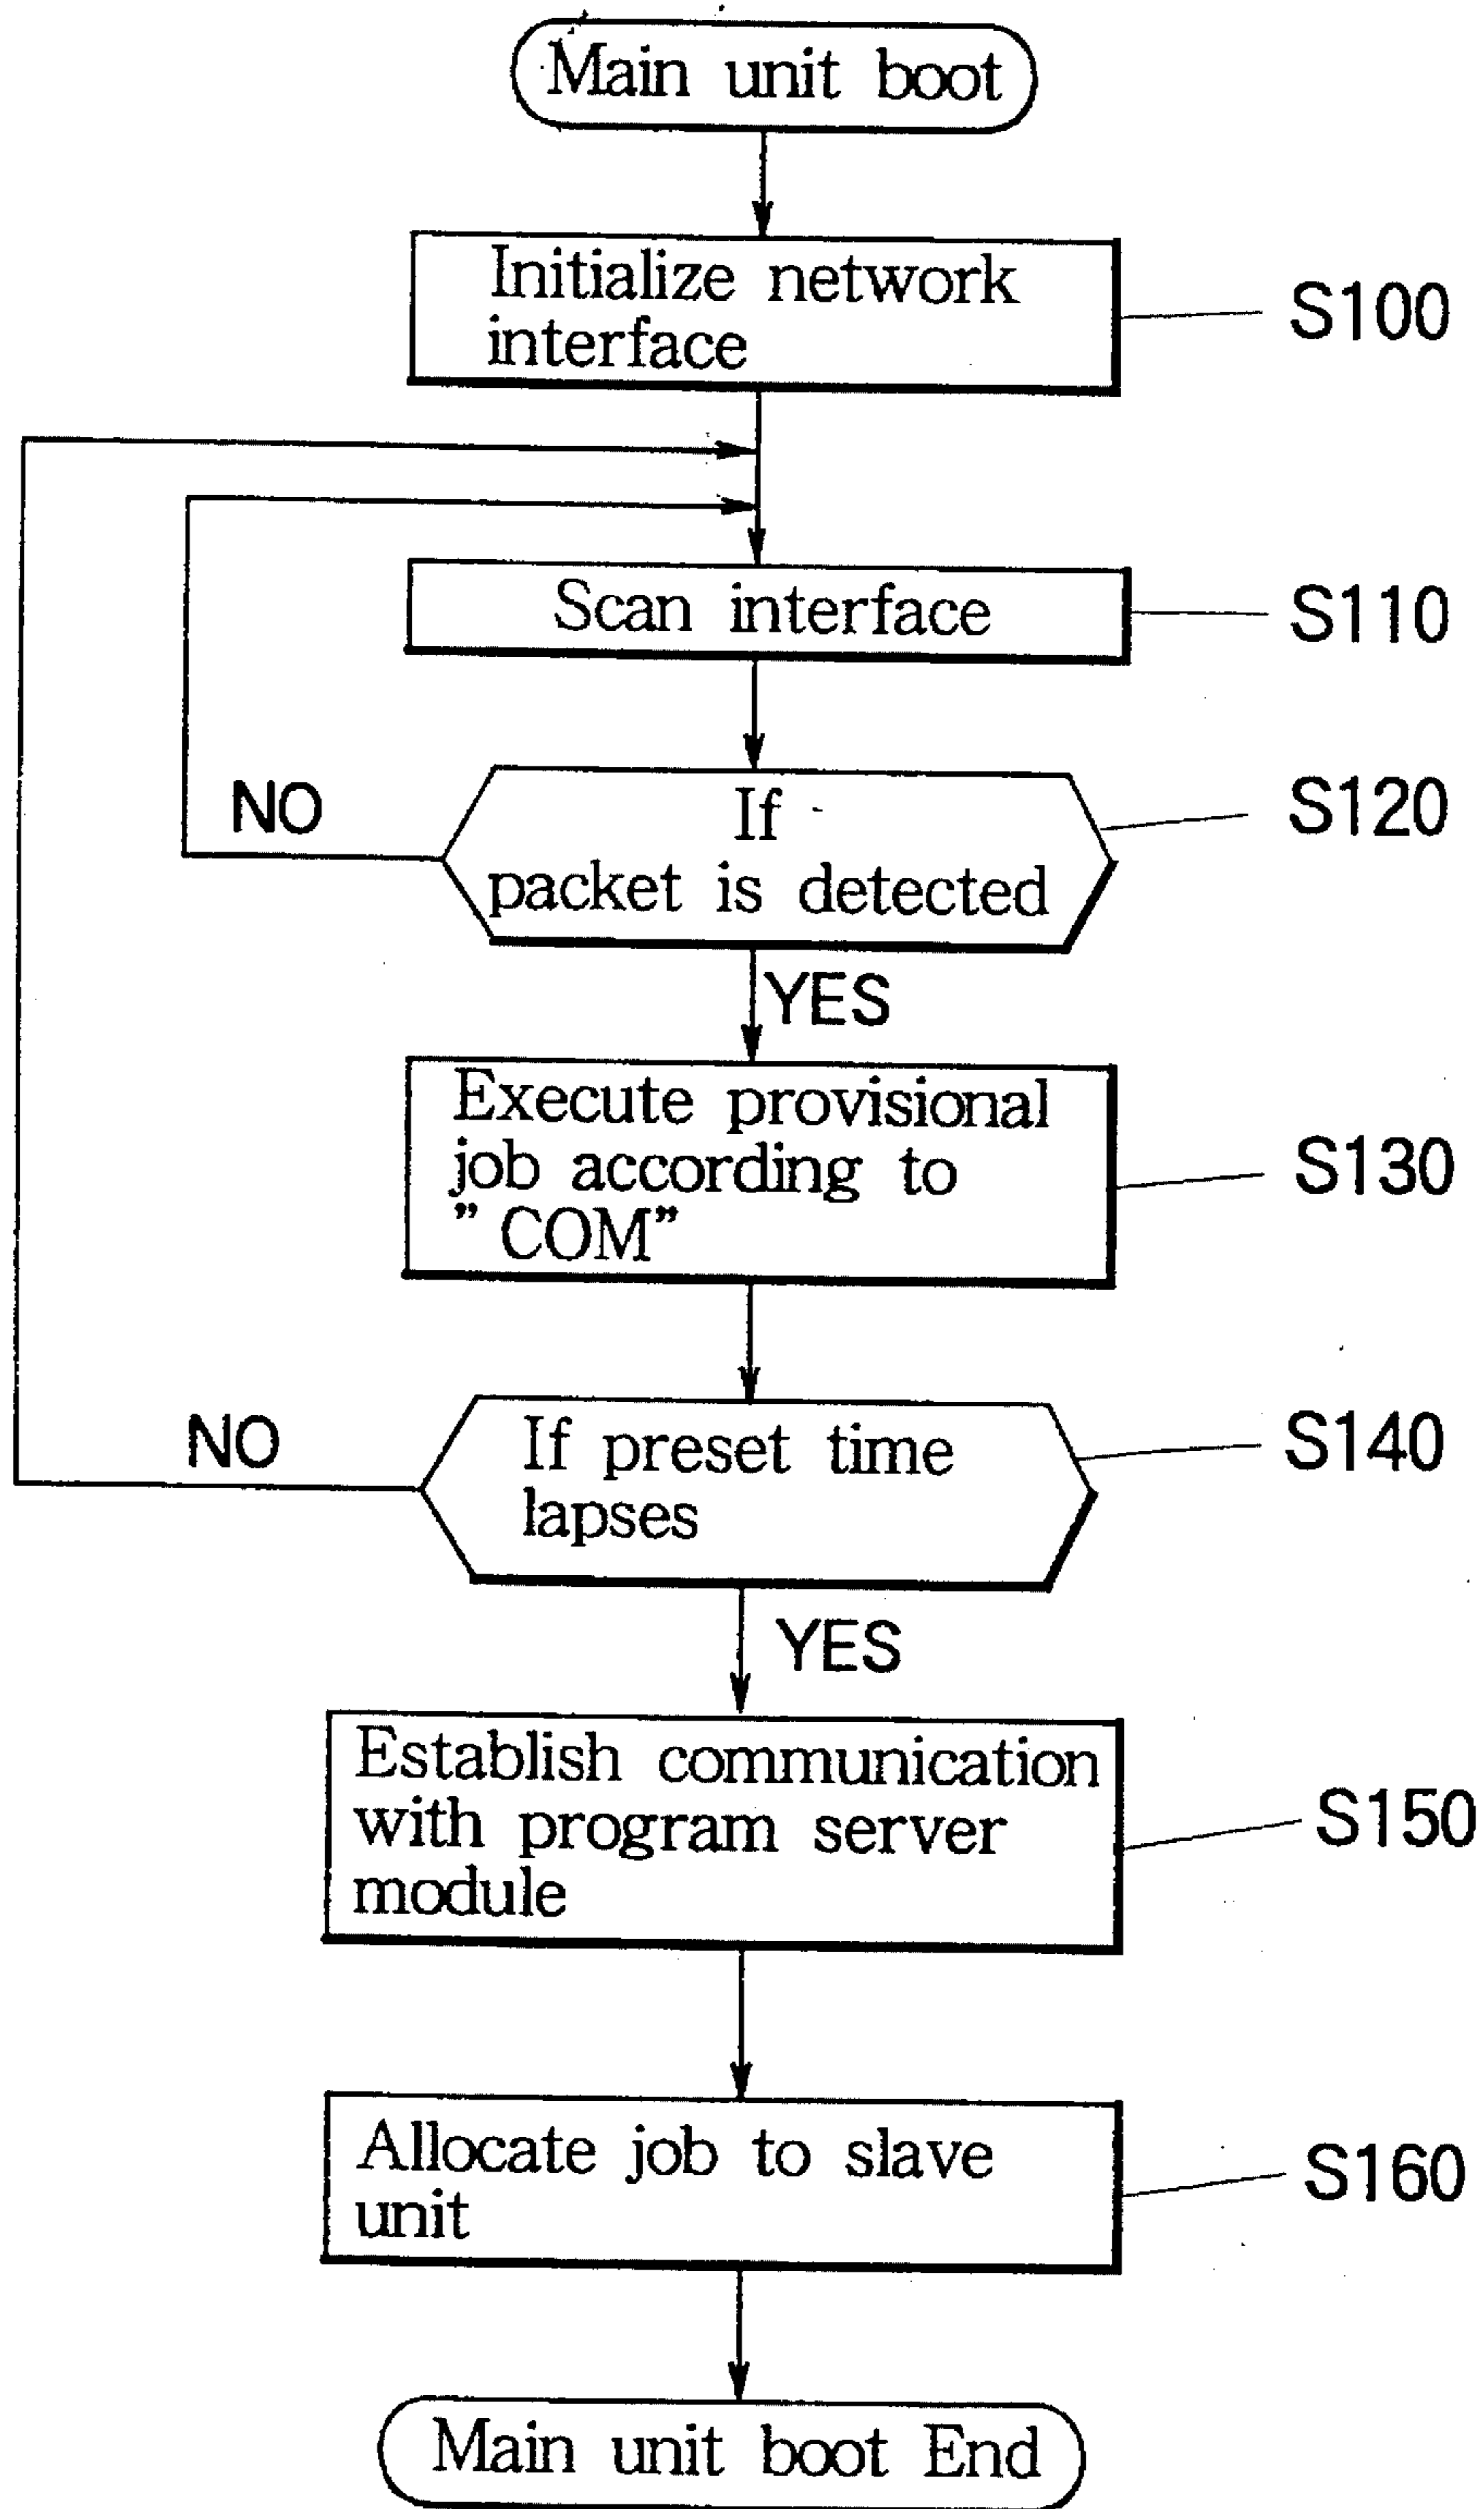 Main unit boot
Initialize network
interface
S100
Scan interface
S110
NO
If
packet is detected
S120
YES
Execute provisional
job according to
” COM”
S130
NO
If preset time
lapses
S140
YES
Establish communication
with program server
module
S150
Allocate job to slave
unit
S160
Main unit boot End